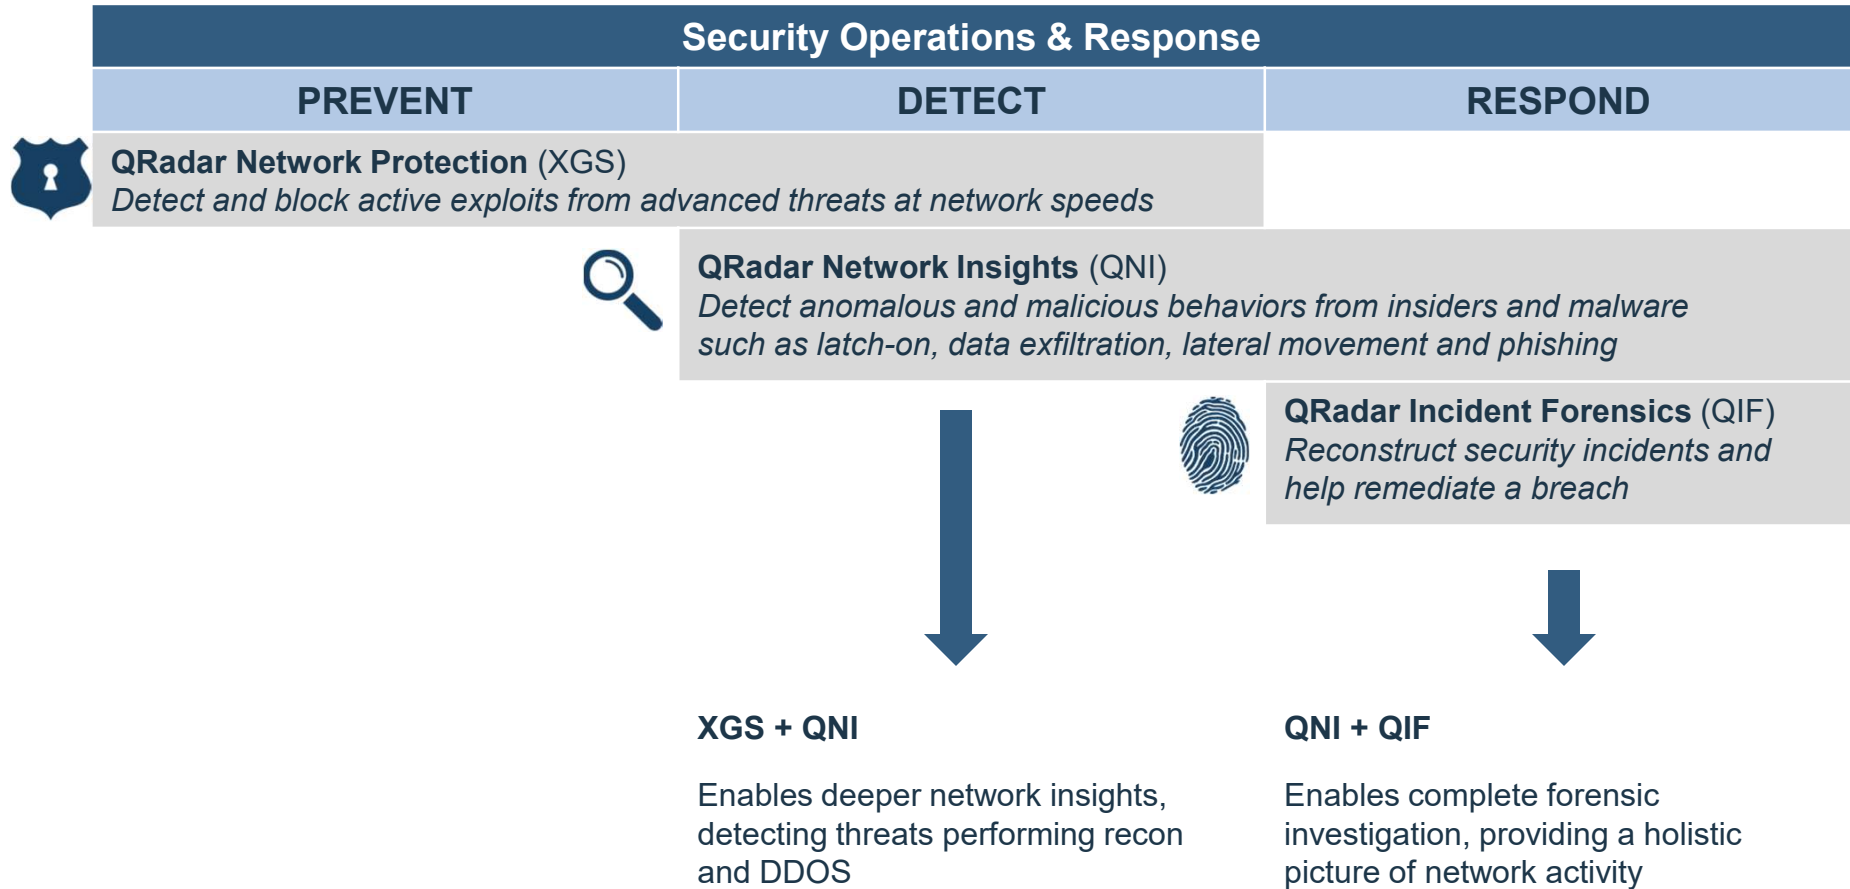 Security Operations & Response
PREVENT
DETECT
RESPOND
QRadar Network Protection (XGS)
Detect and block active exploits from advanced threats at network speeds
QRadar Network Insights (QNI)
Detect anomalous and malicious behaviors from insiders and malware
such as latch-on, data exfiltration, lateral movement and phishing
QRadar Incident Forensics (QIF)
Reconstruct security incidents and
help remediate a breach
XGS + QNI
Enables deeper network insights,
detecting threats performing recon
and DDOS
QNI + QIF
Enables complete forensic
investigation, providing a holistic
picture of network activity